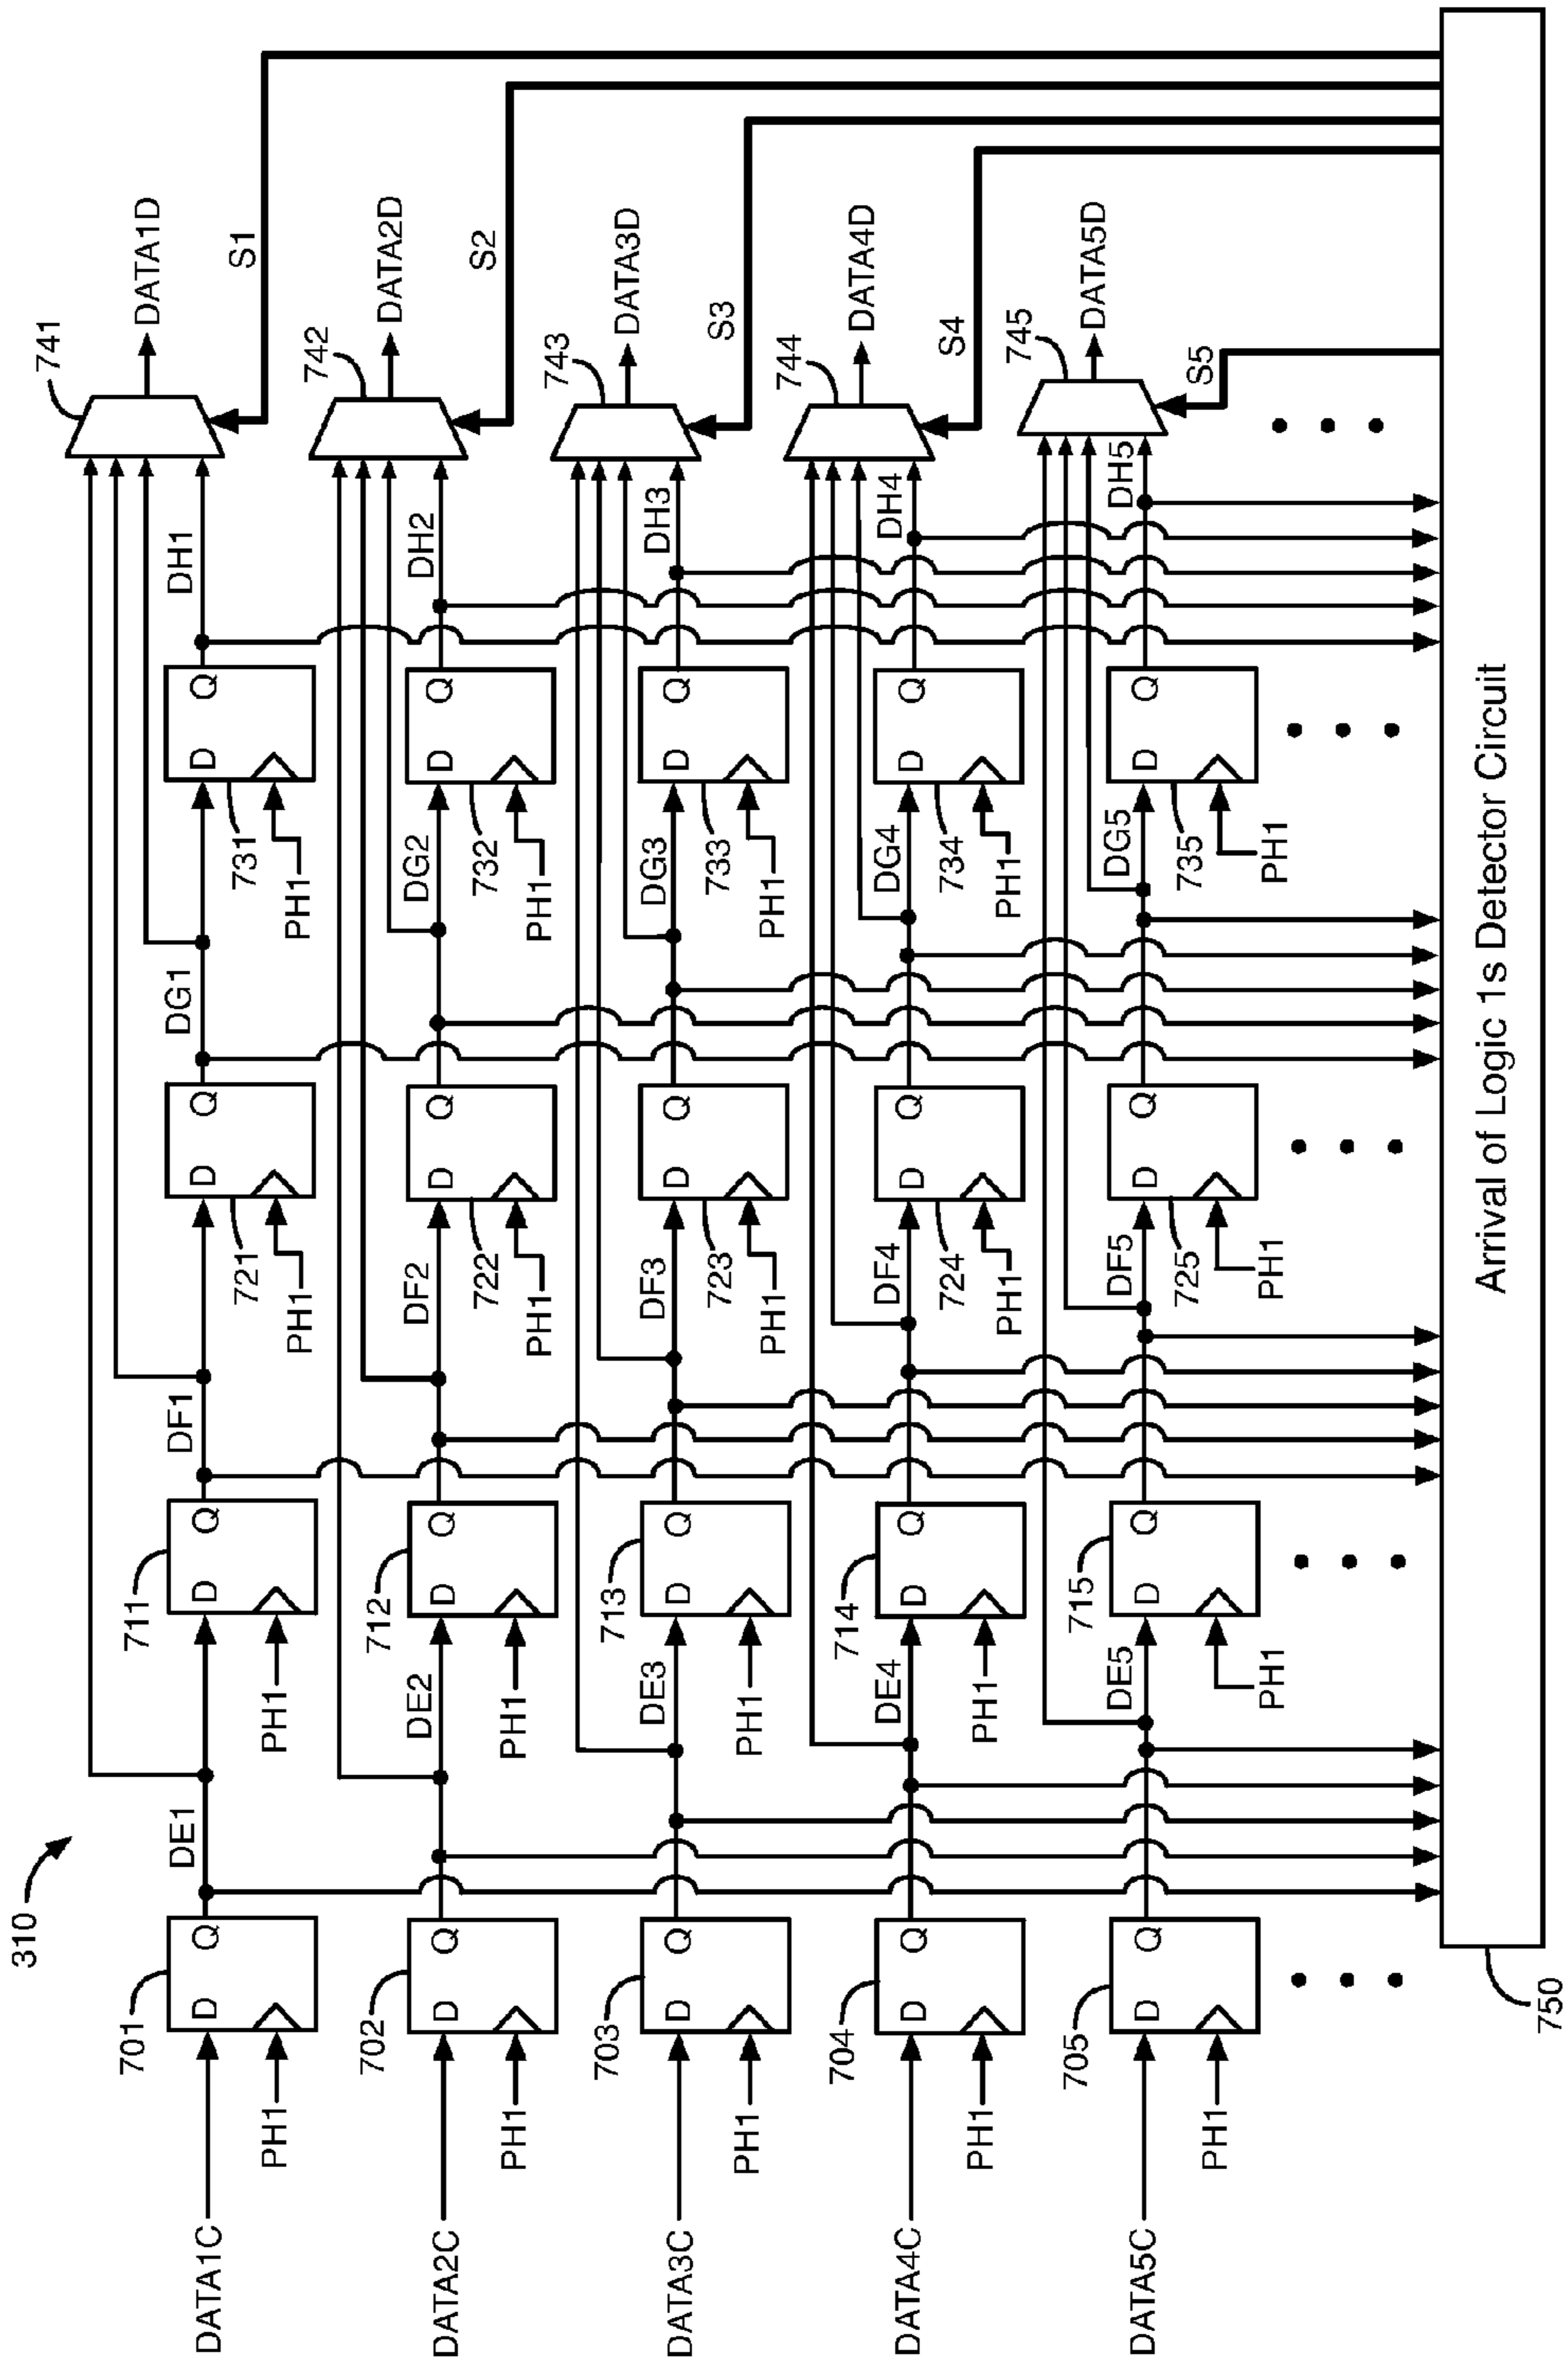 310
DATA1C
701
D
Q
PH1
DE1
711
D
Q
PH1
DF1
721
D
Q
PH1
DG1
731
D
Q
PH1
DH1
741
DATA1D
S1
DATA2C
702
D
Q
PH1
DE2
712
D
Q
PH1
DF2
722
D
Q
PH1
DG2
732
D
Q
PH1
DH2
742
DATA2D
S2
DATA3C
703
D
Q
PH1
DE3
713
D
Q
PH1
DF3
723
D
Q
PH1
DG3
733
D
Q
PH1
DH3
743
DATA3D
S3
DATA4C
704
D
Q
PH1
DE4
714
D
Q
PH1
DF4
724
D
Q
PH1
DG4
734
D
Q
PH1
DH4
744
DATA4D
S4
DATA5C
705
D
Q
PH1
DE5
715
D
Q
PH1
DF5
725
D
Q
PH1
DG5
735
D
Q
PH1
DH5
745
DATA5D
S5
Arrival of Logic 1s Detector Circuit
750